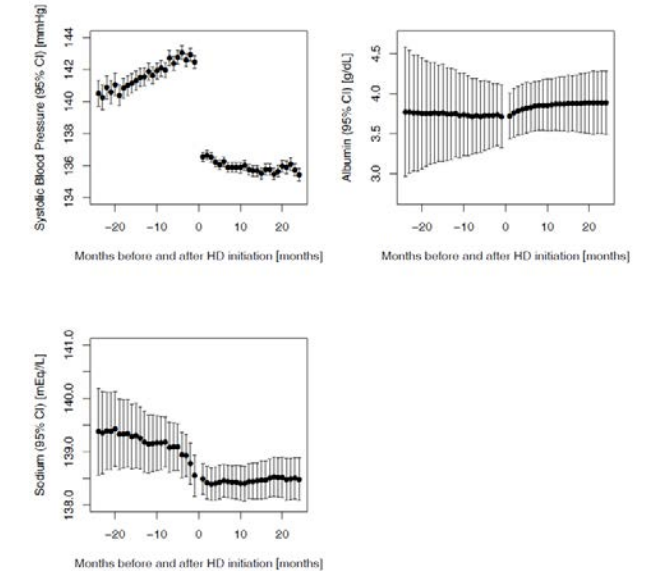 Systolic Blood Pressure (95% CI) [mmHg]
144
142
140
138
136
134
−20 −10 0 10 20
Months before and after HD initiation [months]
Albumin (95% CI) [g/dL]
4.5
4.0
3.5
3.0
−20 −10 0 10 20
Months before and after HD initiation [months]
Sodium (95% CI) [mEq//L]
141.0
140.0
139.0
138.0
−20 −10 0 10 20
Months before and after HD initiation [months]